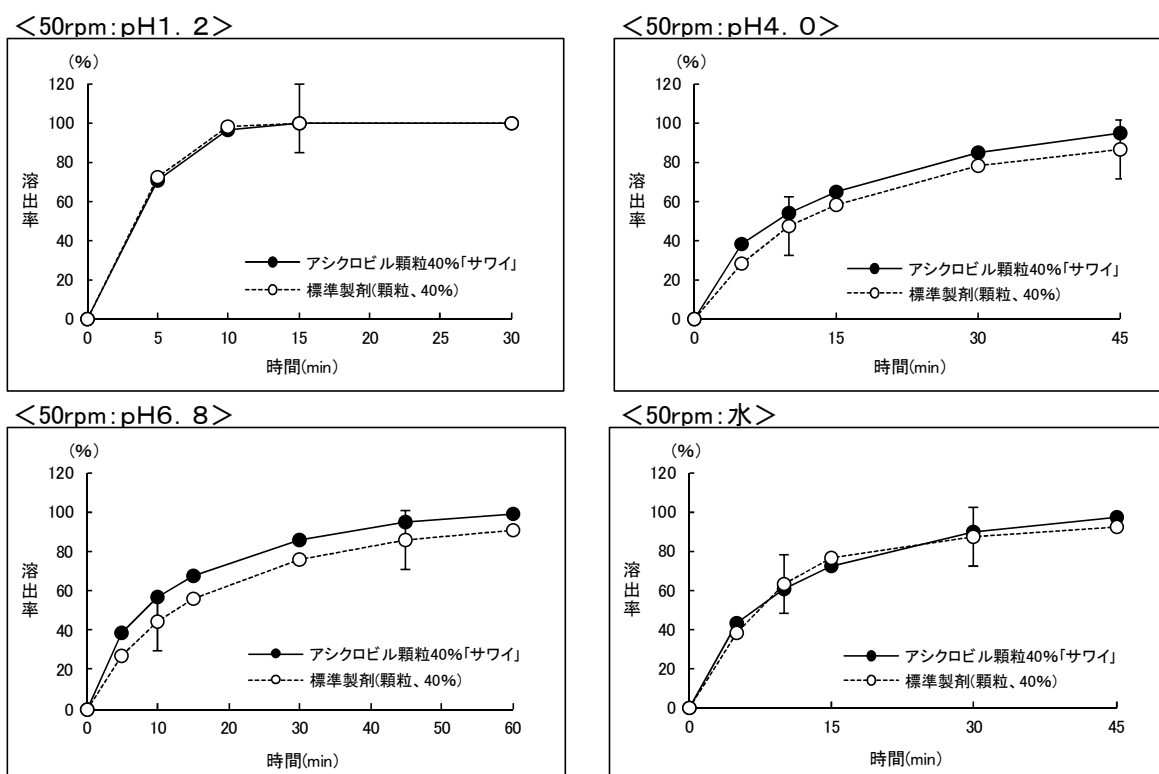 ＜50rpm：pH1．2＞
(%)
120
100
80
60
40
20
0
溶出率
アシクロビル顆粒40%「サワイ」
標準製剤(顆粒、40%)
0 5 10 15 20 25 30
時間(min)
＜50rpm：pH4．0＞
(%)
120
100
80
60
40
20
0
溶出率
アシクロビル顆粒40%「サワイ」
標準製剤(顆粒、40%)
0 15 30 45
時間(min)
＜50rpm：pH6．8＞
(%)
120
100
80
60
40
20
0
溶出率
アシクロビル顆粒40%「サワイ」
標準製剤(顆粒、40%)
0 10 20 30 40 50 60
時間(min)
＜50rpm：水＞
(%)
120
100
80
60
40
20
0
溶出率
アシクロビル顆粒40%「サワイ」
標準製剤(顆粒、40%)
0 15 30 45
時間(min)